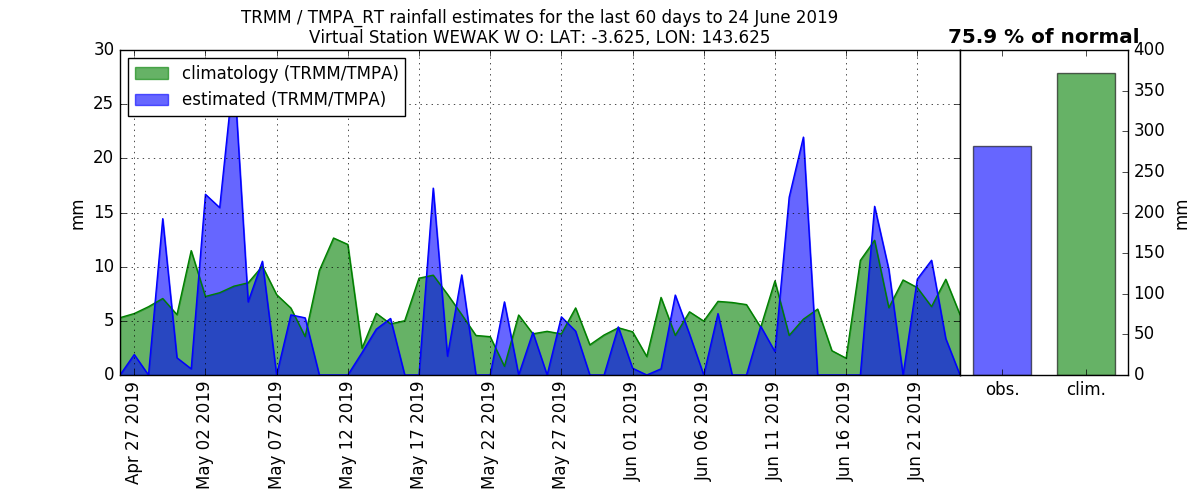 TRMM / TMPA_RT rainfall estimates for the last 60 days to 24 June 2019
Virtual Station WEWAK W O: LAT: -3.625, LON: 143.625
75.9 % of normal
climatology (TRMM/TMPA)
estimated (TRMM/TMPA)
30
25
20
15
10
5
0
mm
Apr 27 2019
May 02 2019
May 07 2019
May 12 2019
May 17 2019
May 22 2019
May 27 2019
Jun 01 2019
Jun 06 2019
Jun 11 2019
Jun 16 2019
Jun 21 2019
400
350
300
250
200
150
100
50
0
mm
obs.
clim.